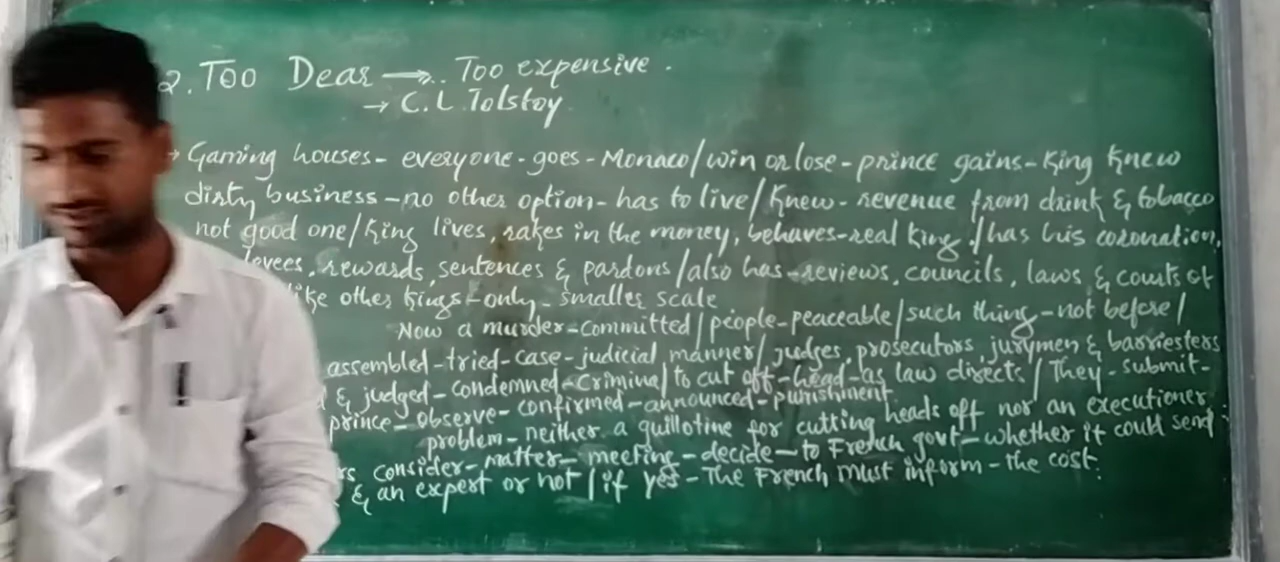 2. Too Dear → Too expensive.
→ C.L. Tolstoy
→ Gaming houses - everyone - goes - Monaco/win or lose - prince gains - King knew
dirty business - no other option - has to live/knew - revenue from drink & tobacco
not good one/King lives, rakes in the money, behaves - real king./has his coronation,
levees, rewards, sentences & pardons/also has - reviews, councils, laws, & courts of
like other kings - only - smaller scale
Now a murder - committed/people - peaceable/such thing - not before/
assembled - tried - case - judicial manner/judges, prosecutors, jurymen & barriesters
& judged - condemned - criminal to cut off - head - as law directs/They - submit -
prince - observe - confirmed - announced - punishment
problem - neither a guillotine for cutting heads off nor an executioner
consider - matter - meeting - decide - to French govt - whether it could send
& an expert or not/if yes - The French must inform - the cost.